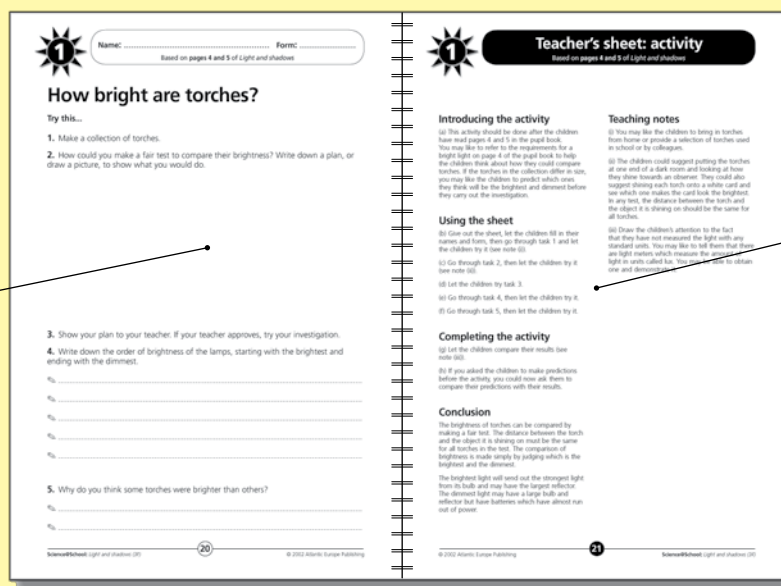 1
Name: ........................................................ Form: ......................
Based on pages 4 and 5 of Light and shadows
How bright are torches?
Try this...
1. Make a collection of torches.
2. How could you make a fair test to compare their brightness? Write down a plan, or
draw a picture, to show what you would do.
3. Show your plan to your teacher. If your teacher approves, try your investigation.
4. Write down the order of brightness of the lamps, starting with the brightest and
ending with the dimmest.
5. Why do you think some torches were brighter than others?
Science@School: Light and shadows (3F)
20
© 2002 Atlantic Europe Publishing
1
Teacher's sheet: activity
Based on pages 4 and 5 of Light and shadows
Introducing the activity
(a) This activity should be done after the children
have read pages 4 and 5 in the pupil book.
You may like to refer to the requirements for a
bright light on page 4 of the pupil book to help
the children think about how they could compare
torches. If the torches in the collection differ in size,
you may like the children to predict which ones
they think will be the brightest and dimmest before
they carry out the investigation.
Using the sheet
(b) Give out the sheet, let the children fill in their
names and form, then go through task 1 and let
the children try it (see note (i)).
(c) Go through task 2, then let the children try it
(see note (ii)).
(d) Let the children try task 3.
(e) Go through task 4, then let the children try it.
(f) Go through task 5, then let the children try it.
Completing the activity
(g) Let the children compare their results (see
note (iii)).
(h) If you asked the children to make predictions
before the activity, you could now ask them to
compare their predictions with their results.
Conclusion
The brightness of torches can be compared by
making a fair test. The distance between the torch
and the object it is shining on must be the same
for all torches in the test. The comparison of
brightness is made simply by judging which is the
brightest and the dimmest.
The brightest light will send out the strongest light
from its bulb and may have the largest reflector.
The dimmest light may have a large bulb and
reflector but have batteries which have almost run
out of power.
Teaching notes
(i) You may like the children to bring in torches
from home or provide a selection of torches used
in school or by colleagues.
(ii) The children could suggest putting the torches
at one end of a dark room and looking at how
they shine towards an observer. They could also
suggest shining each torch onto a white card and
see which one makes the card look the brightest.
In any test, the distance between the torch and
the object it is shining on should be the same for
all torches.
(iii) Draw the children's attention to the fact
that they have not measured the light with any
standard units. You may like to tell them that there
are light meters which measure the amount of
light in units called lux. You may be able to obtain
one and demonstrate it.
© 2002 Atlantic Europe Publishing
21
Science@School: Light and shadows (3F)